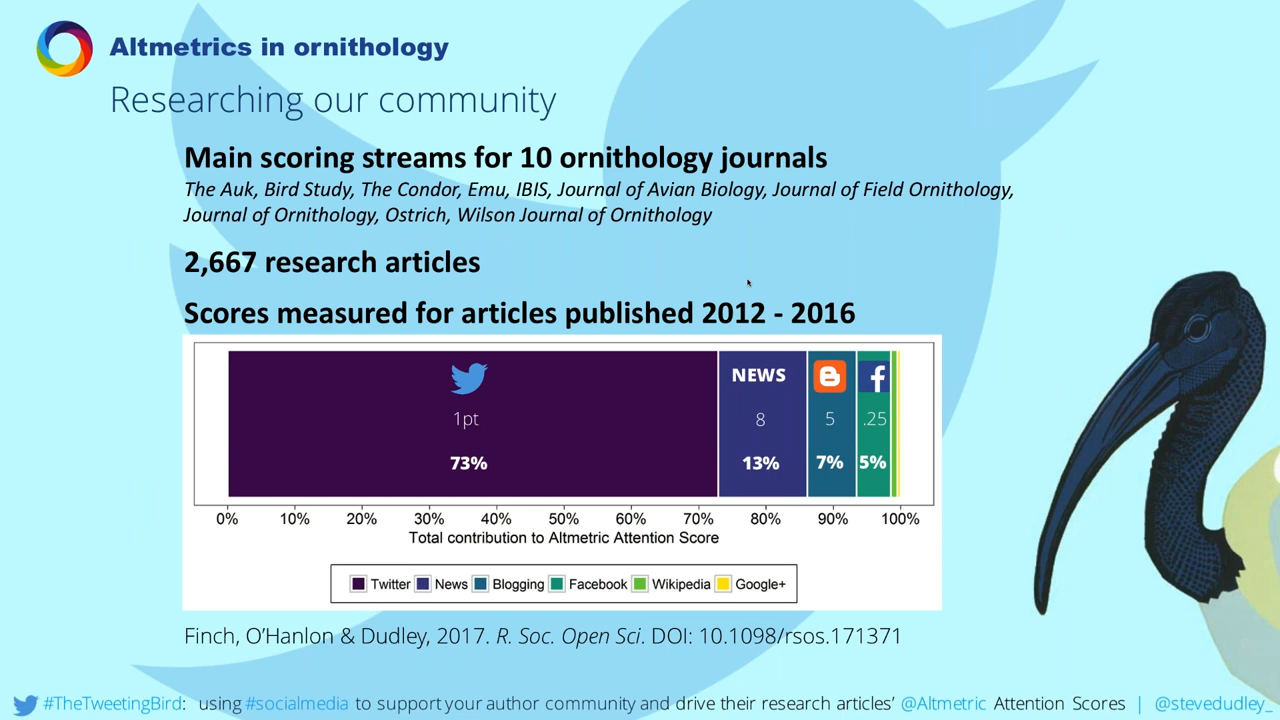 Altmetrics in ornithology
Researching our community
Main scoring streams for 10 ornithology journals
The Auk, Bird Study, The Condor, Emu, IBIS, Journal of Avian Biology, Journal of Field Ornithology,
Journal of Ornithology, Ostrich, Wilson Journal of Ornithology
2,667 research articles
Scores measured for articles published 2012 - 2016
NEWS
1pt 8 5 .25
73% 13% 7% 5%
0% 10% 20% 30% 40% 50% 60% 70% 80% 90% 100%
Total contribution to Altmetric Attention Score
Twitter News Blogging Facebook Wikipedia Google+
Finch, O’Hanlon & Dudley, 2017. R. Soc. Open Sci. DOI: 10.1098/rsos.171371
#TheTweetingBird: using #socialmedia to support your author community and drive their research articles’ @Altmetric Attention Scores | @stevedudley_